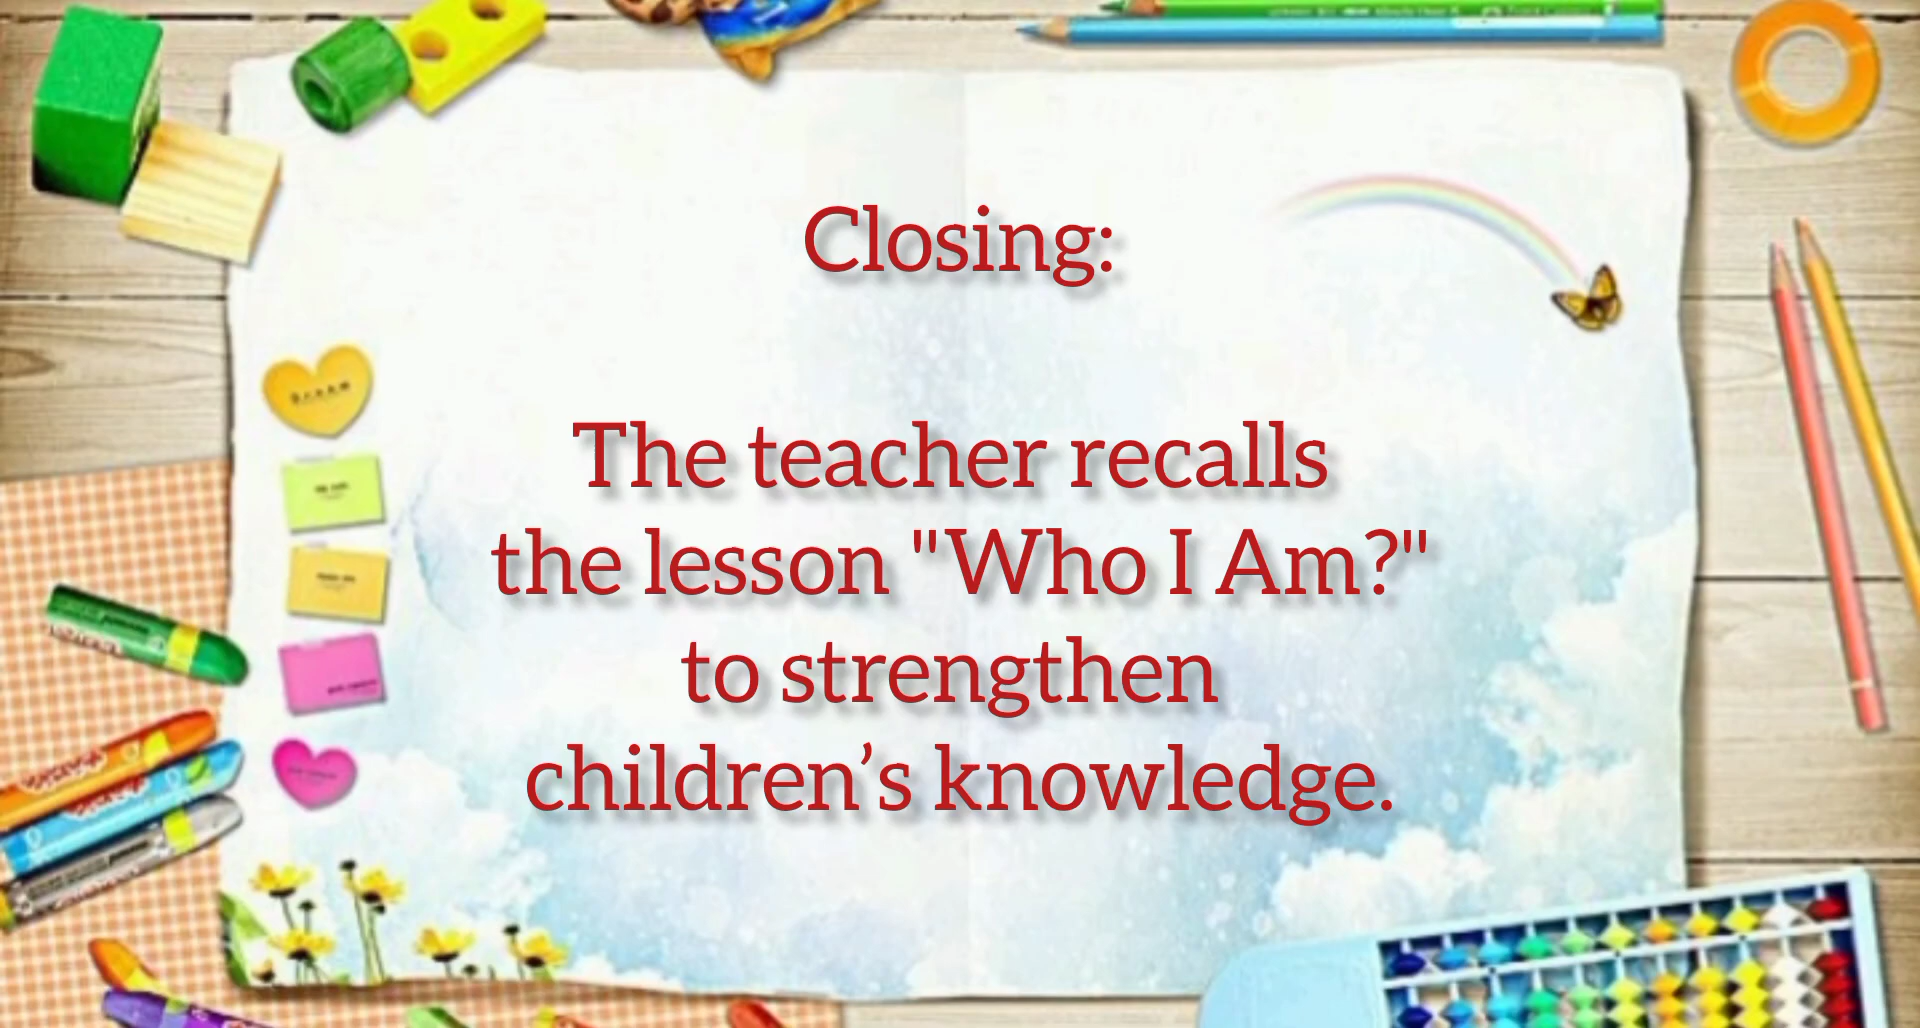 Closing:
The teacher recalls
the lesson "Who I Am?"
to strengthen
children’s knowledge.